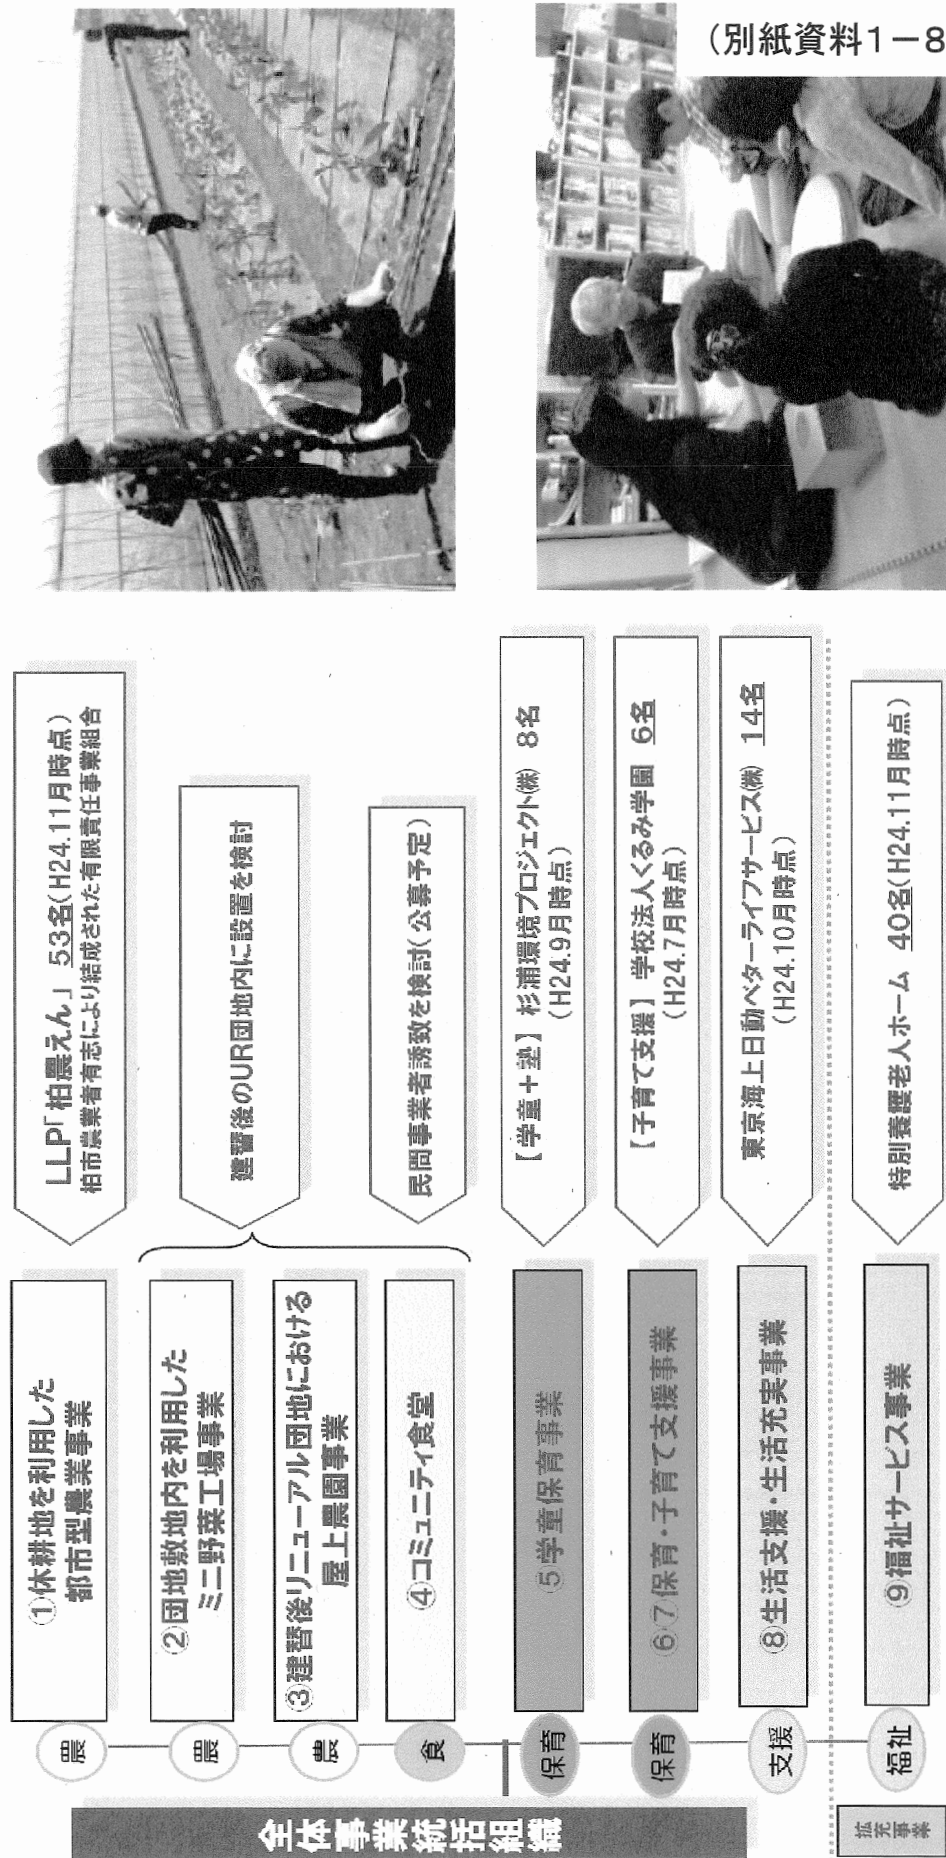 (別紙資料1－8
全体事業統括組織
農
①休耕地を利用した
都市型農業事業
LLP「柏農えん」 53名(H24.11月時点)
柏市農業者有志により結成された有限責任事業組合
農
②団地敷地内を利用した
ミニ野菜工場事業
農
③建替後リニューアル団地における
屋上農園事業
建替後のUR団地内に設置を検討
食
④コミュニティ食堂
民間事業者誘致を検討(公募予定)
保育
⑤学童保育事業
【学童＋塾】杉浦環境プロジェクト㈱ 8名
(H24.9月時点)
保育
⑥⑦保育・子育て支援事業
【子育て支援】学校法人くるみ学園 6名
(H24.7月時点)
支援
⑧生活支援・生活充実事業
東京海上日動ベターライフサービス㈱ 14名
(H24.10月時点)
拡充
事業
福祉
⑨福祉サービス事業
特別養護老人ホーム 40名(H24.11月時点)